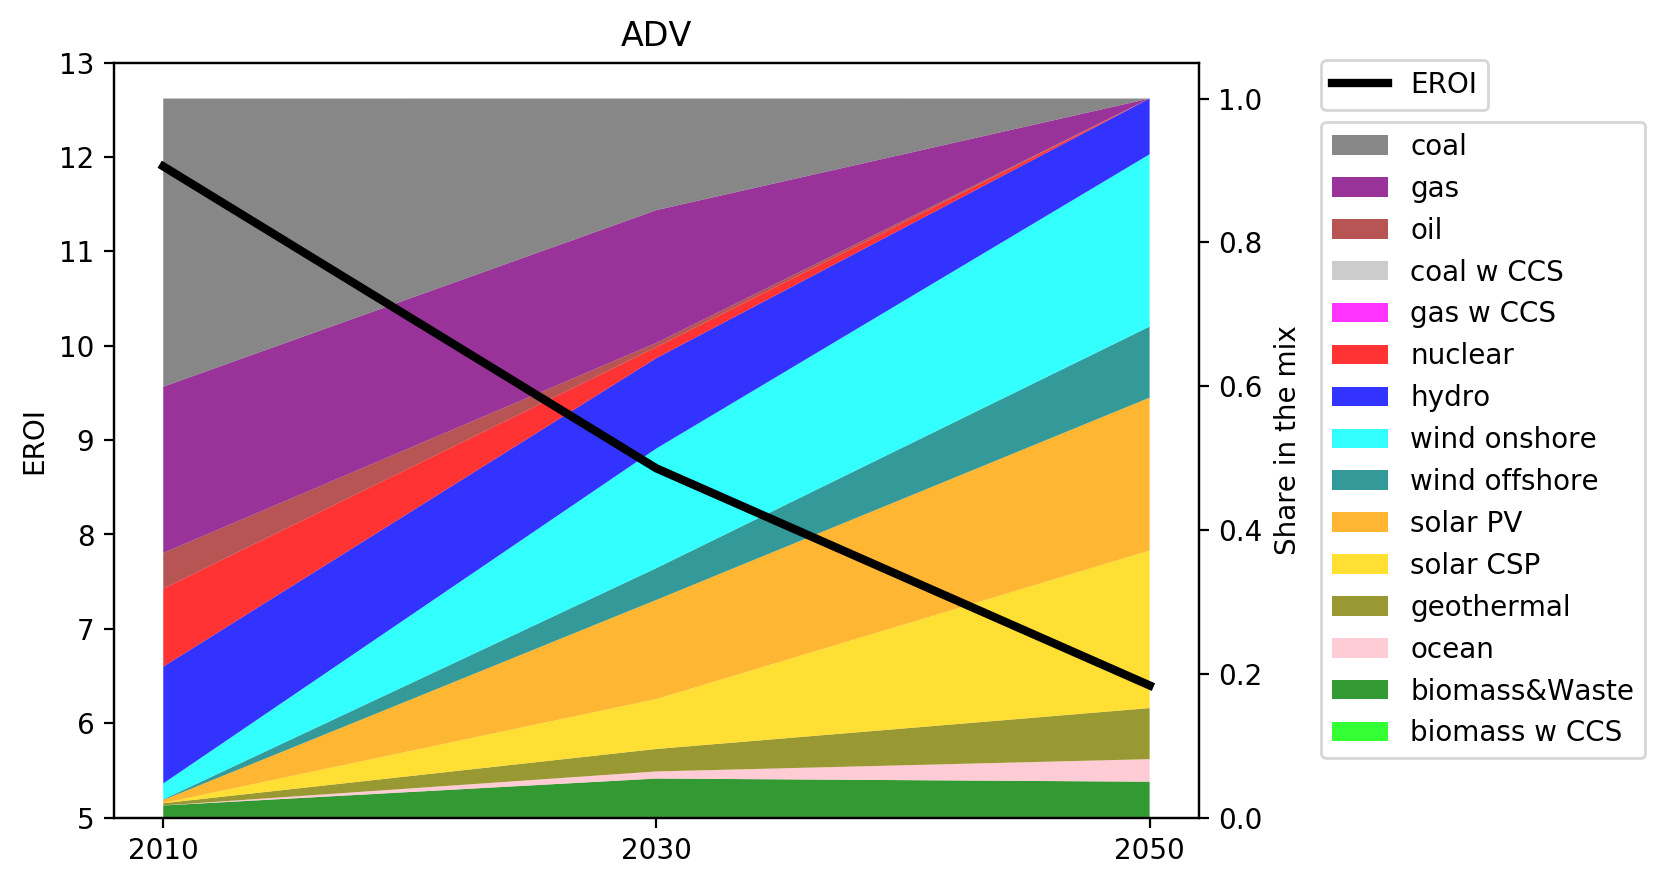 ADV
EROI
13
12
11
10
9
8
7
6
5
2010
2030
2050
1.0
0.8
0.6
0.4
0.2
0.0
Share in the mix
EROI
coal
gas
oil
coal w CCS
gas w CCS
nuclear
hydro
wind onshore
wind offshore
solar PV
solar CSP
geothermal
ocean
biomass&Waste
biomass w CCS